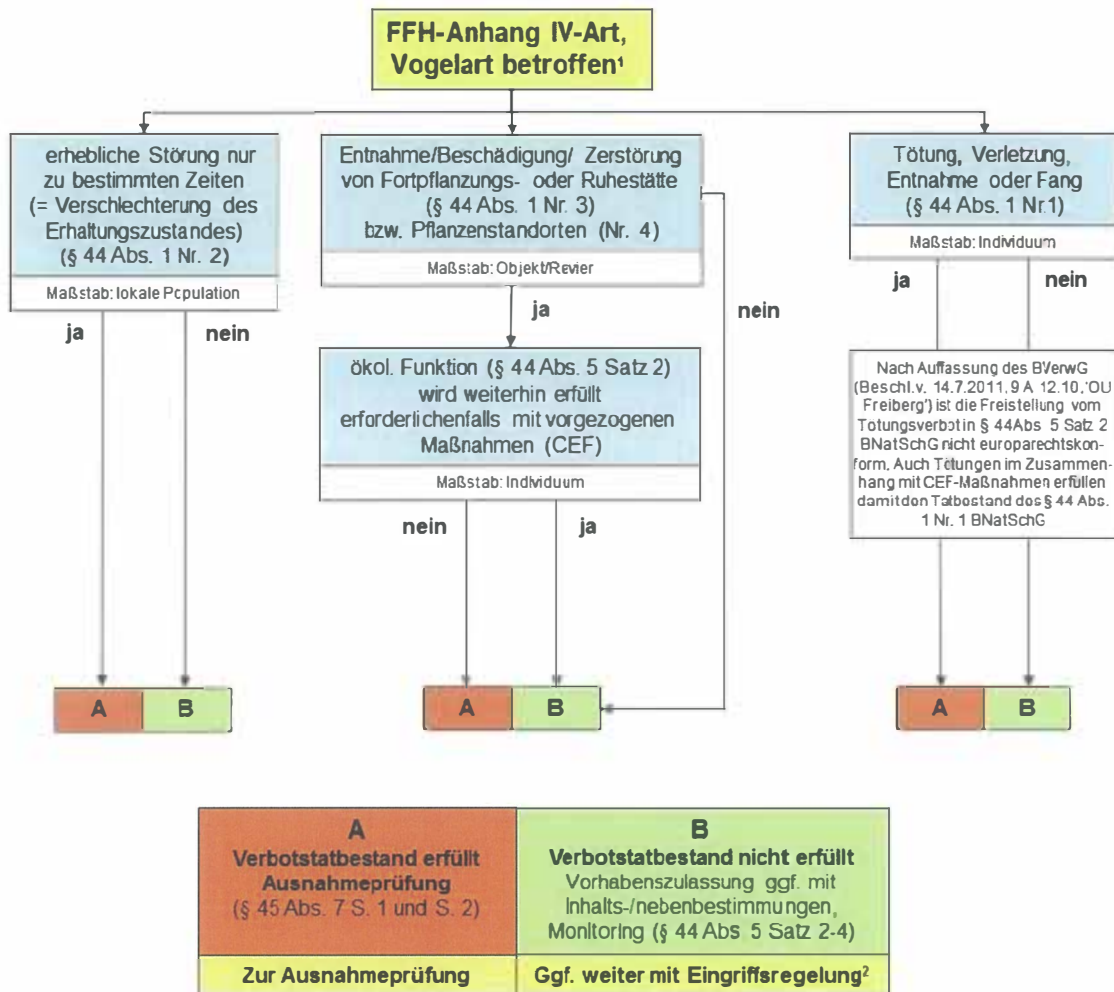 FFH-Anhang IV-Art,
Vogelart betroffen¹
erhebliche Störung nur
zu bestimmten Zeiten
(= Verschlechterung des
Erhaltungszustandes)
(§ 44 Abs. 1 Nr. 2)
Maßstab: lokale Population
ja
nein
Entnahme/Beschädigung/ Zerstörung
von Fortpflanzungs- oder Ruhestätte
(§ 44 Abs. 1 Nr. 3)
bzw. Pflanzenstandorten (Nr. 4)
Maßstab: Objekt/Revier
ja
nein
ökol. Funktion (§ 44 Abs. 5 Satz 2)
wird weiterhin erfüllt
erforderlichenfalls mit vorgezogenen
Maßnahmen (CEF)
Maßstab: Individuum
nein
ja
Tötung, Verletzung,
Entnahme oder Fang
(§ 44 Abs. 1 Nr.1)
Maßstab: Individuum
ja
nein
Nach Auffassung des BVerwG
(Beschl.v. 14.7.2011, 9 A 12.10, 'OU
Freiberg') ist die Freistellung vom
Totungsverbot in § 44Abs. 5 Satz 2
BNatSchG nicht europarechtskon-
form. Auch Tötungen im Zusammen-
hang mit CEF-Maßnahmen erfüllen
damit den Tatbestand des § 44 Abs.
1 Nr. 1 BNatSchG
A B
A B
A B
A
Verbotstatbestand erfüllt
Ausnahmeprüfung
(§ 45 Abs. 7 S. 1 und S. 2)
Zur Ausnahmeprüfung
B
Verbotstatbestand nicht erfüllt
Vorhabenszulassung ggf. mit
Inhalts-/nebenbestimmungen,
Monitoring (§ 44 Abs. 5 Satz 2-4)
Ggf. weiter mit Eingriffsregelung²